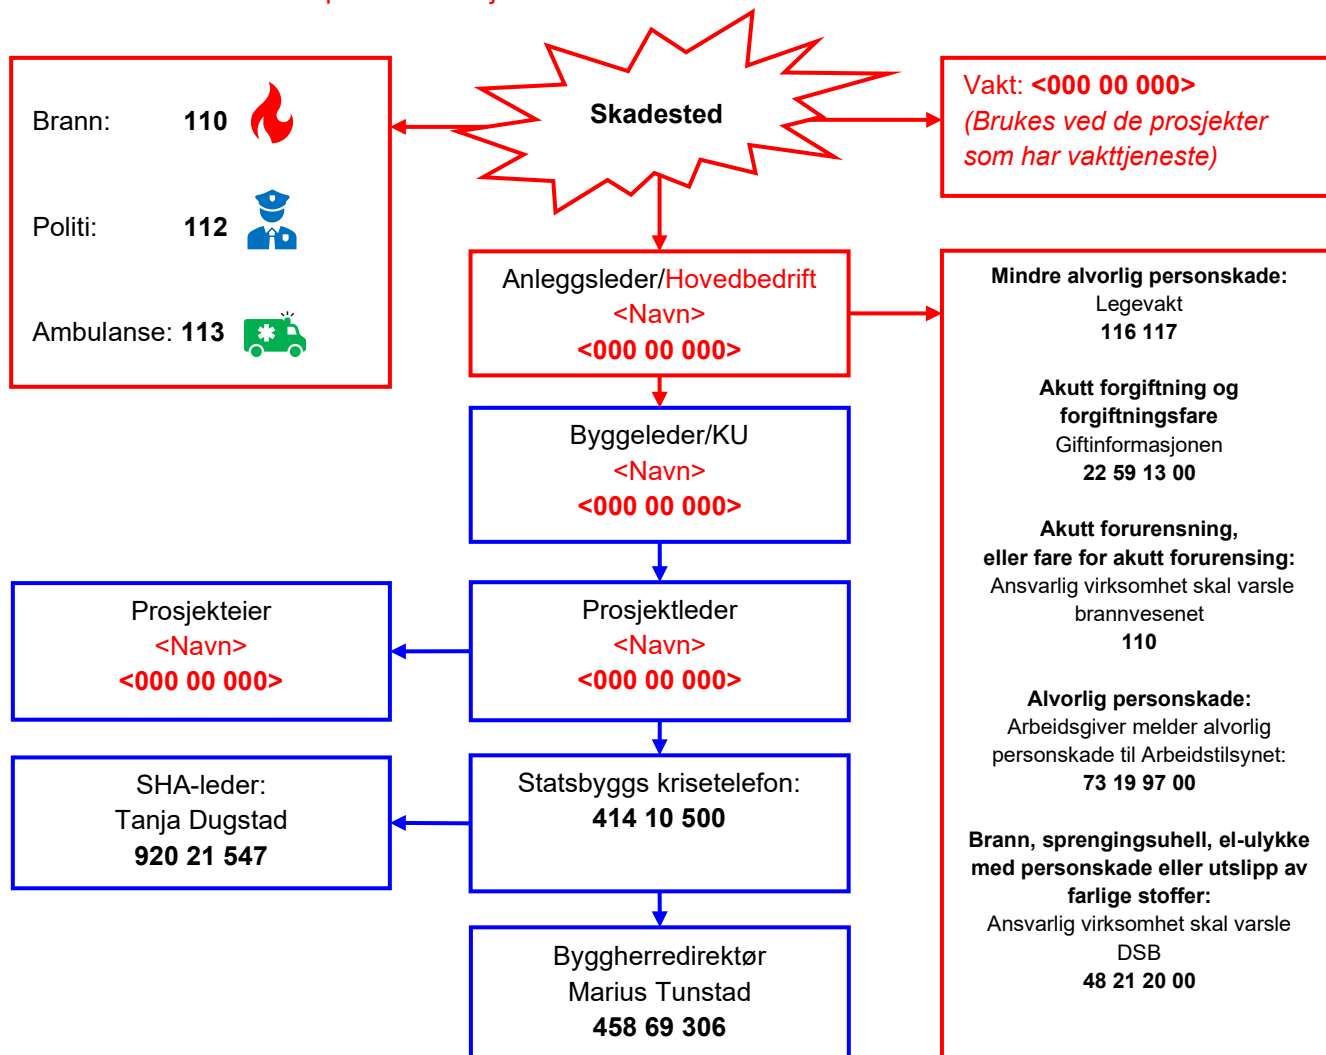 Skadested
Brann: 110
Politi: 112
Ambulanse: 113
Vakt: <000 00 000>
(Brukes ved de prosjekter
som har vakttjeneste)
Anleggsleder/Hovedbedrift
<Navn>
<000 00 000>
Byggeleder/KU
<Navn>
<000 00 000>
Prosjekteier
<Navn>
<000 00 000>
Prosjektleder
<Navn>
<000 00 000>
SHA-leder:
Tanja Dugstad
920 21 547
Statsbyggs krisetelefon:
414 10 500
Byggherredirektør
Marius Tunstad
458 69 306
Mindre alvorlig personskade:
Legevakt
116 117
Akutt forgiftning og
forgiftningsfare
Giftinformasjonen
22 59 13 00
Akutt forurensning,
eller fare for akutt forurensing:
Ansvarlig virksomhet skal varsle
brannvesenet
110
Alvorlig personskade:
Arbeidsgiver melder alvorlig
personskade til Arbeidstilsynet:
73 19 97 00
Brann, sprengingsuhell, el-ulykke
med personskade eller utslipp av
farlige stoffer:
Ansvarlig virksomhet skal varsle
DSB
48 21 20 00